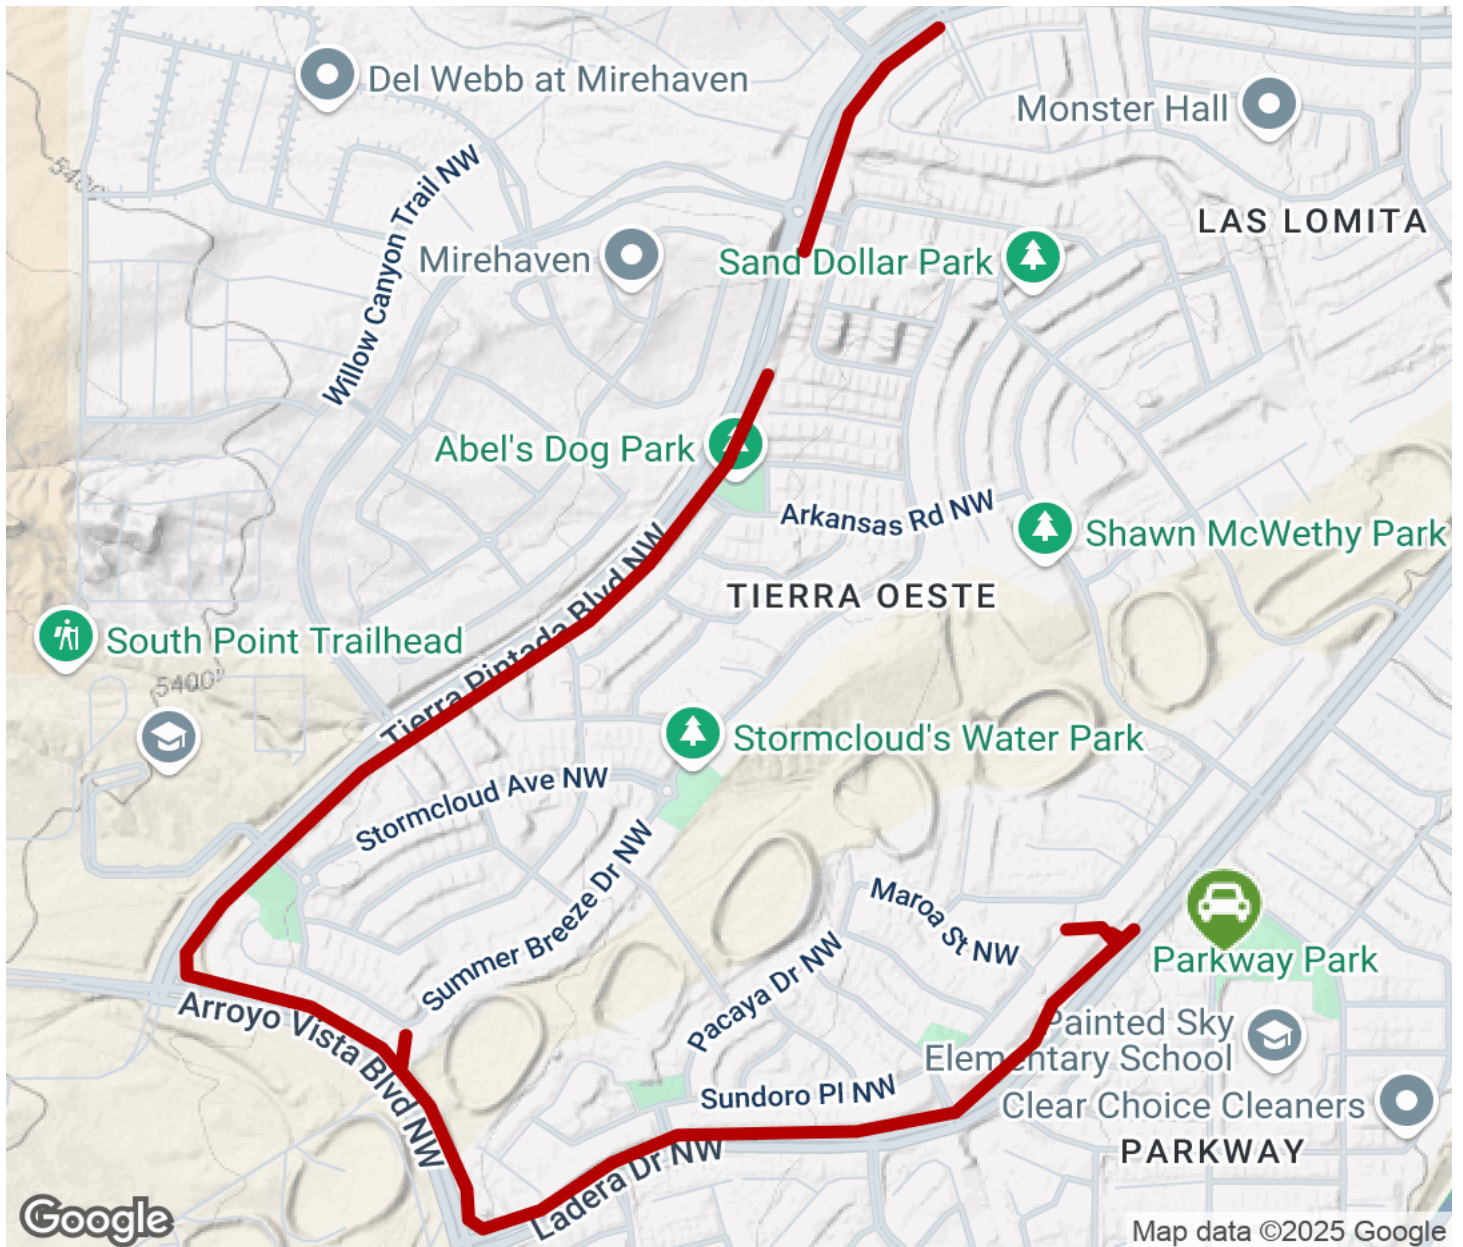 Del Webb at Mirehaven
Monster Hall
5400
Willow Canyon Trail NW
LAS LOMITA
Mirehaven
Sand Dollar Park
Abel's Dog Park
Arkansas Rd NW
Shawn McWethy Park
Tierra Pintada Blvd NW
TIERRA OESTE
South Point Trailhead
5400
Stormcloud's Water Park
Stormcloud Ave NW
Summer Breeze Dr NW
Maroa St NW
Pacaya Dr NW
Parkway Park
Arroyo Vista Blvd NW
Painted Sky
Elementary School
Sundoro Pl NW
Clear Choice Cleaners
PARKWAY
Ladera Dr NW
Google
Map data ©2025 Google